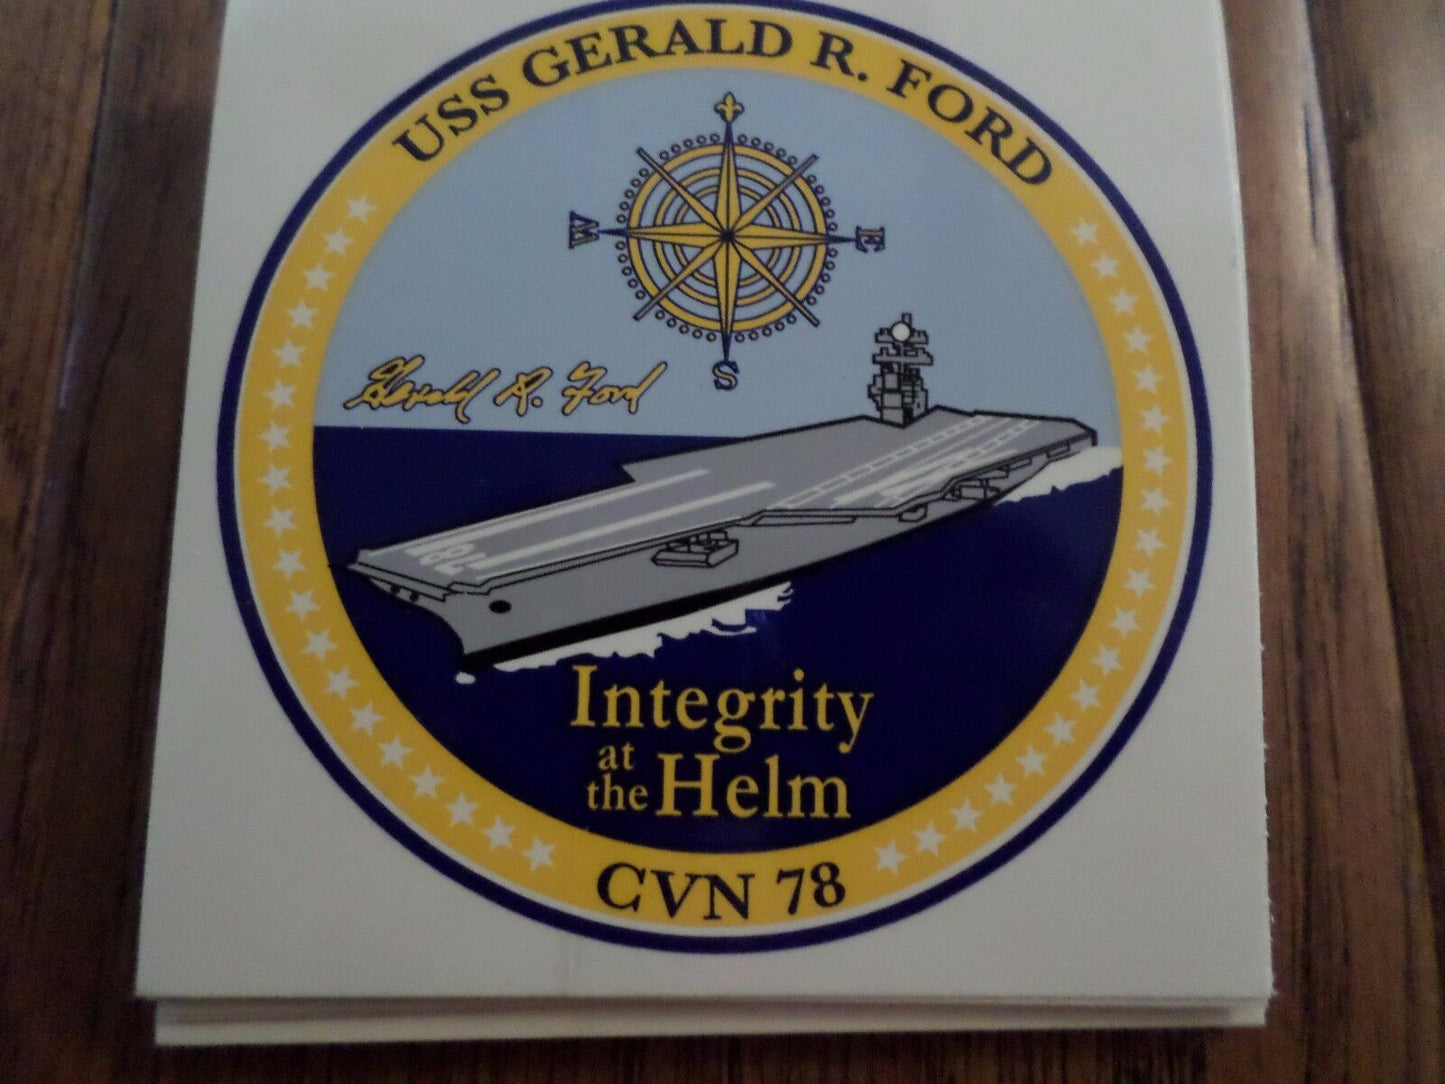 USS GERALD R. FORD
W
E
S
Gerald R. Ford
78
Integrity
at
the Helm
CVN 78